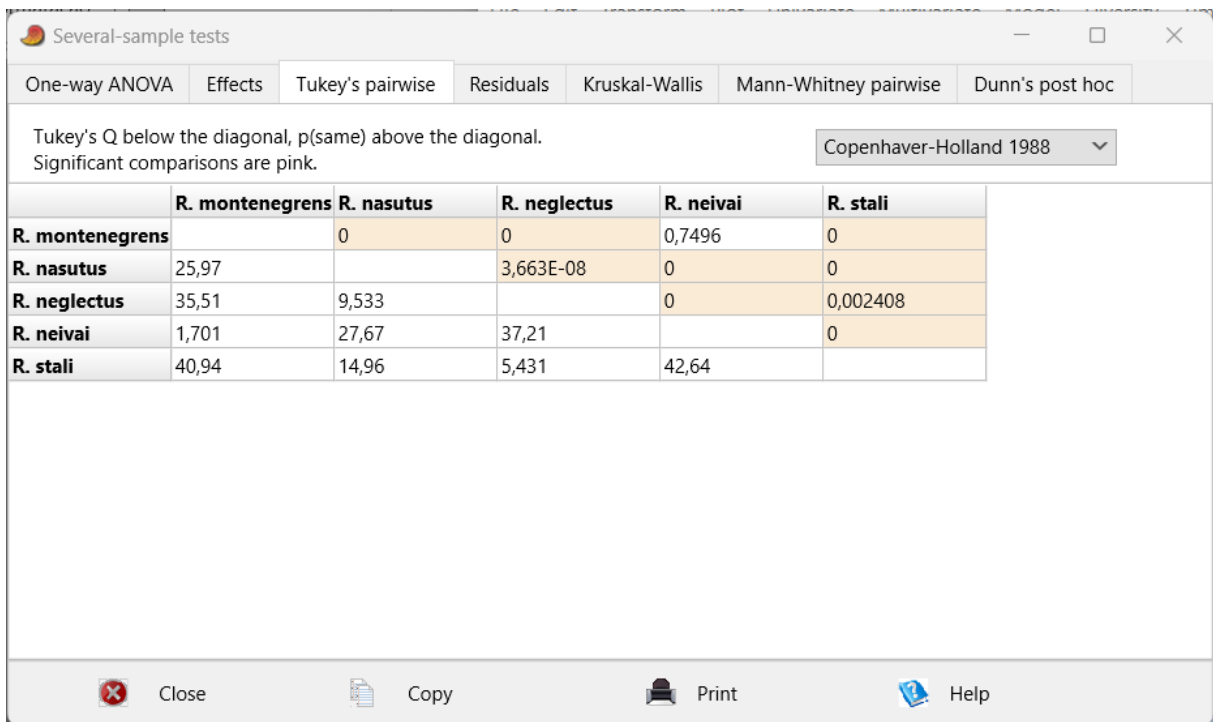 Several-sample tests
One-way ANOVA Effects Tukey's pairwise Residuals Kruskal-Wallis Mann-Whitney pairwise Dunn's post hoc
Tukey's Q below the diagonal, p(same) above the diagonal.
Significant comparisons are pink.
Copenhaver-Holland 1988
R. montenegrens R. nasutus R. neglectus R. neivai R. stali
R. montenegrens 0 0 0,7496 0
R. nasutus 25,97 3,663E-08 0 0
R. neglectus 35,51 9,533 0 0,002408
R. neivai 1,701 27,67 37,21 0
R. stali 40,94 14,96 5,431 42,64
Close Copy Print Help